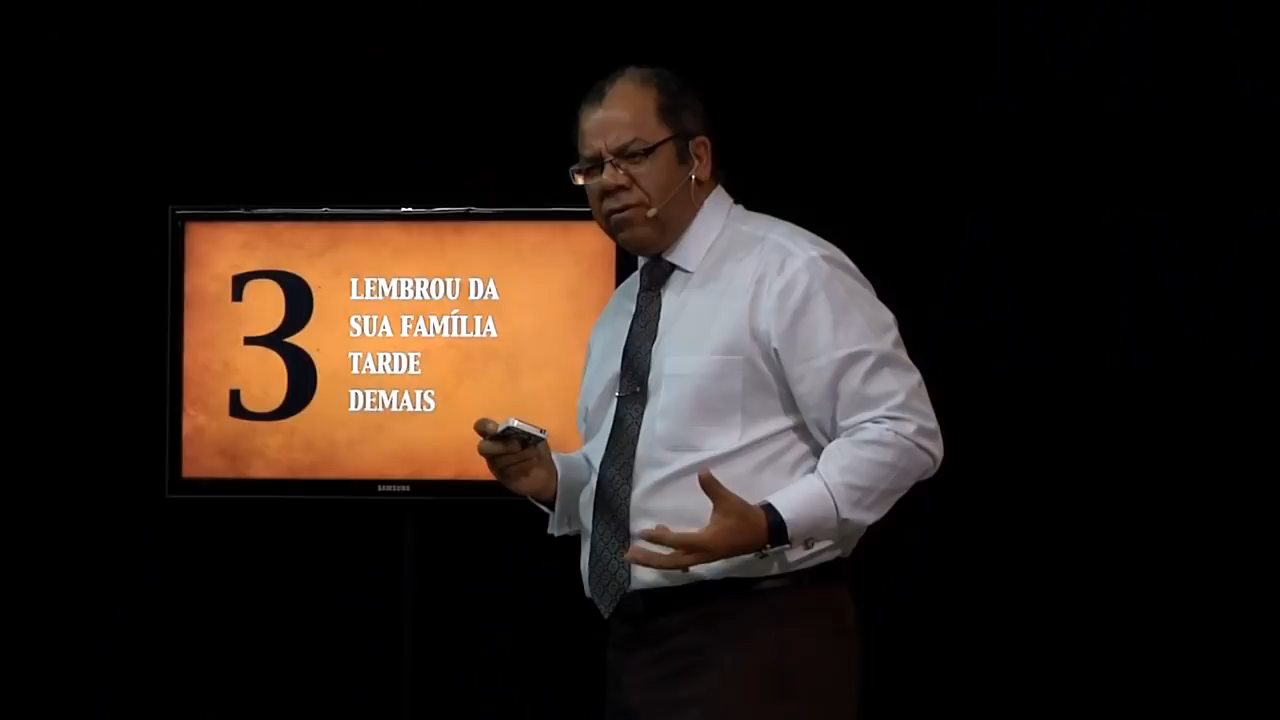 3
LEMBROU DA
SUA FAMÍLIA
TARDE
DEMAIS
SAMSUNG